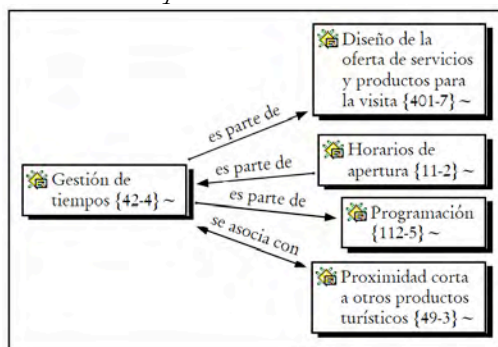 Diseño de la
oferta de servicios
y productos para
la visita {401-7} ~
es parte de
Horarios de
apertura {11-2} ~
es parte de
Gestión de
tiempos {42-4} ~
es parte de
Programación
{112-5} ~
se asocia con
Proximidad corta
a otros productos
turísticos {49-3} ~